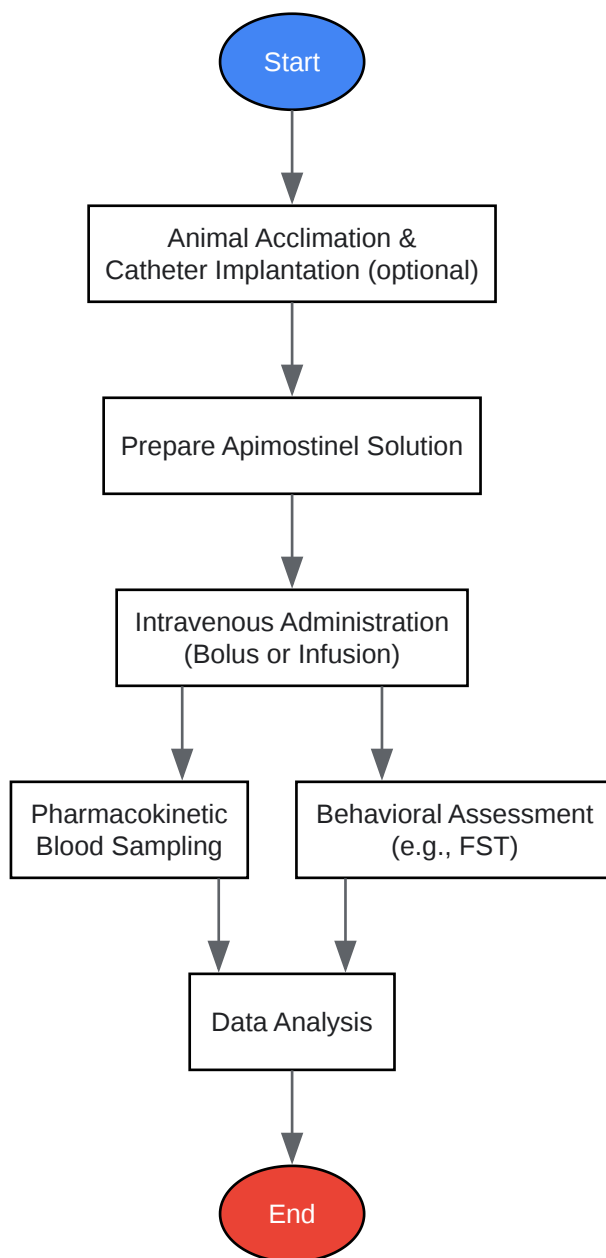 Start
Animal Acclimation &
Catheter Implantation (optional)
Prepare Apimostinel Solution
Intravenous Administration
(Bolus or Infusion)
Pharmacokinetic
Blood Sampling
Behavioral Assessment
(e.g., FST)
Data Analysis
End